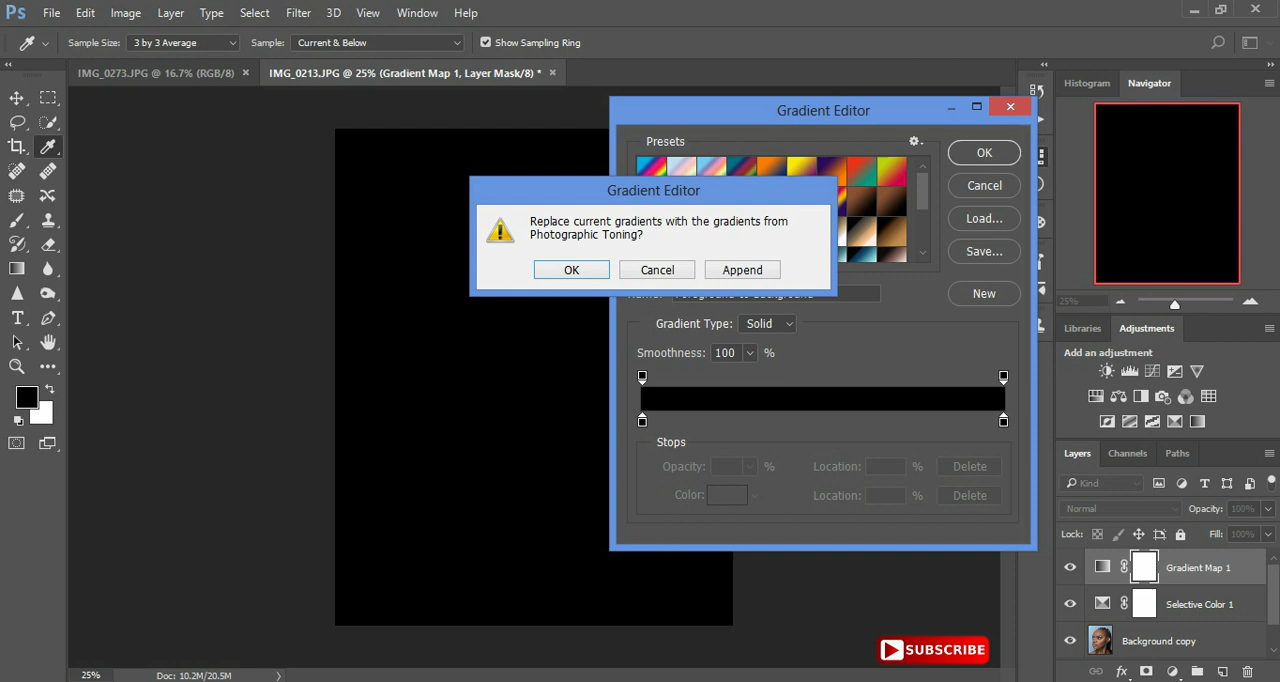 Ps File Edit Image Layer Type Select Filter 3D View Window Help
Sample Size: 3 by 3 Average Sample: Current & Below Show Sampling Ring
IMG_0273.JPG @ 16.7% (RGB/8) × IMG_0213.JPG @ 25% (Gradient Map 1, Layer Mask/8) * ×
Histogram Navigator
25%
Libraries Adjustments
Add an adjustment
Layers Channels Paths
Kind
Normal Opacity: 100%
Lock: Fill: 100%
Gradient Map 1
Selective Color 1
Background copy
Gradient Editor
Presets
OK
Cancel
Load...
Save...
New
Gradient Editor
Replace current gradients with the gradients from
Photographic Toning?
OK Cancel Append
Gradient Type: Solid
Smoothness: 100 %
Stops
Opacity: % Location: % Delete
Color: Location: % Delete
SUBSCRIBE
25% Doc: 10.2M/20.5M